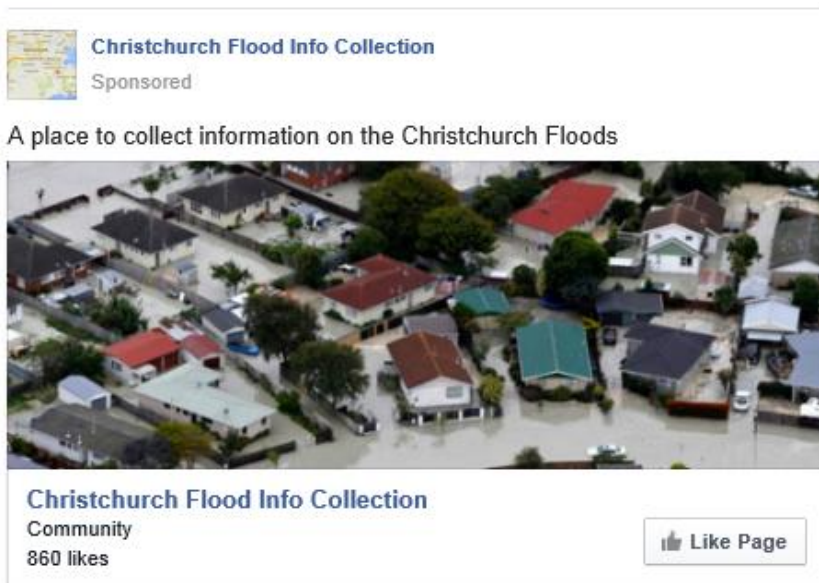 Christchurch Flood Info Collection
Sponsored
A place to collect information on the Christchurch Floods
Christchurch Flood Info Collection
Community
860 likes
Like Page